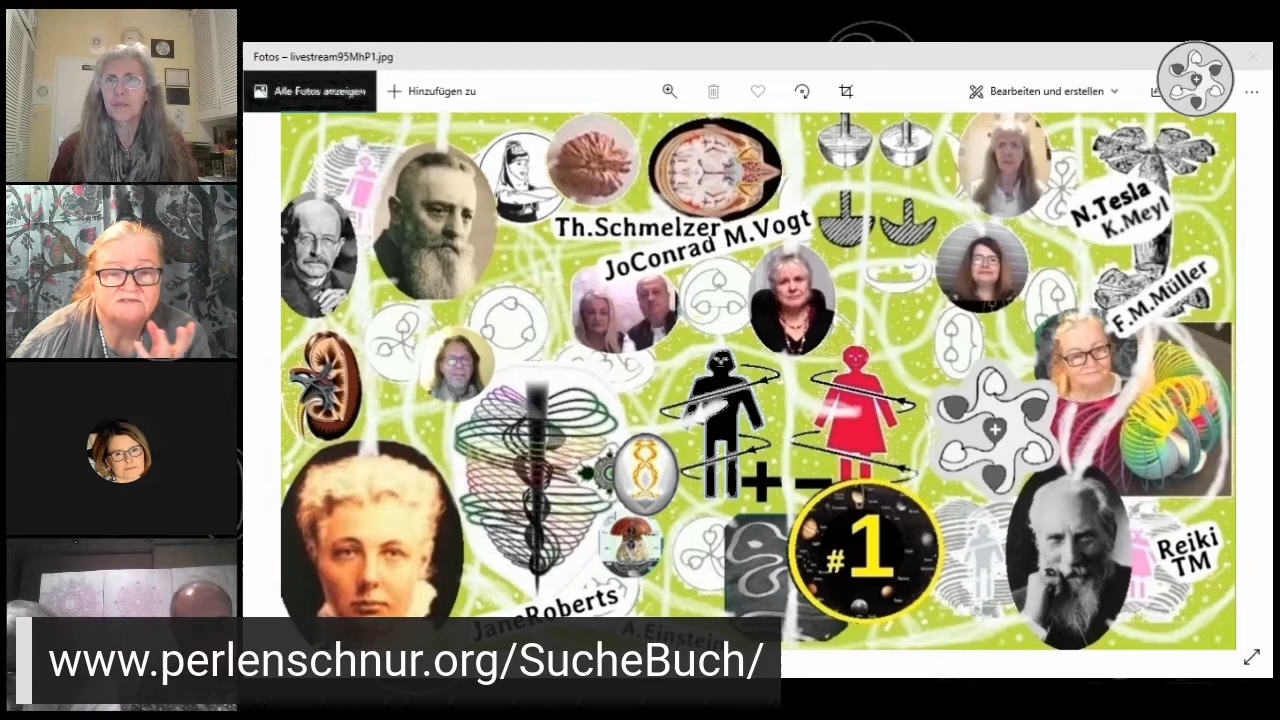 Fotos – livestream95MhP1.jpg
Alle Fotos anzeigen
Hinzufügen zu
Bearbeiten und erstellen
Th.Schmelzer
JoConrad M.Vogt
N.Tesla
K.Meyl
F.M.Müller
#1
Reiki
TM
JaneRoberts
A.Einstein
www.perlenschnur.org/SucheBuch/